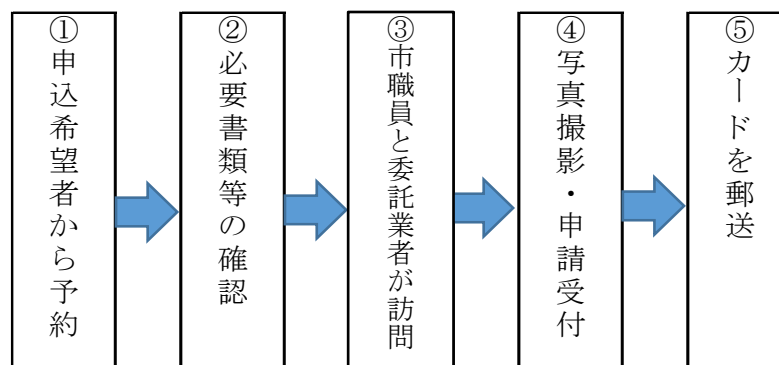 ①申込希望者から予約
②必要書類等の確認
③市職員と委託業者が訪問
④写真撮影・申請受付
⑤カードを郵送